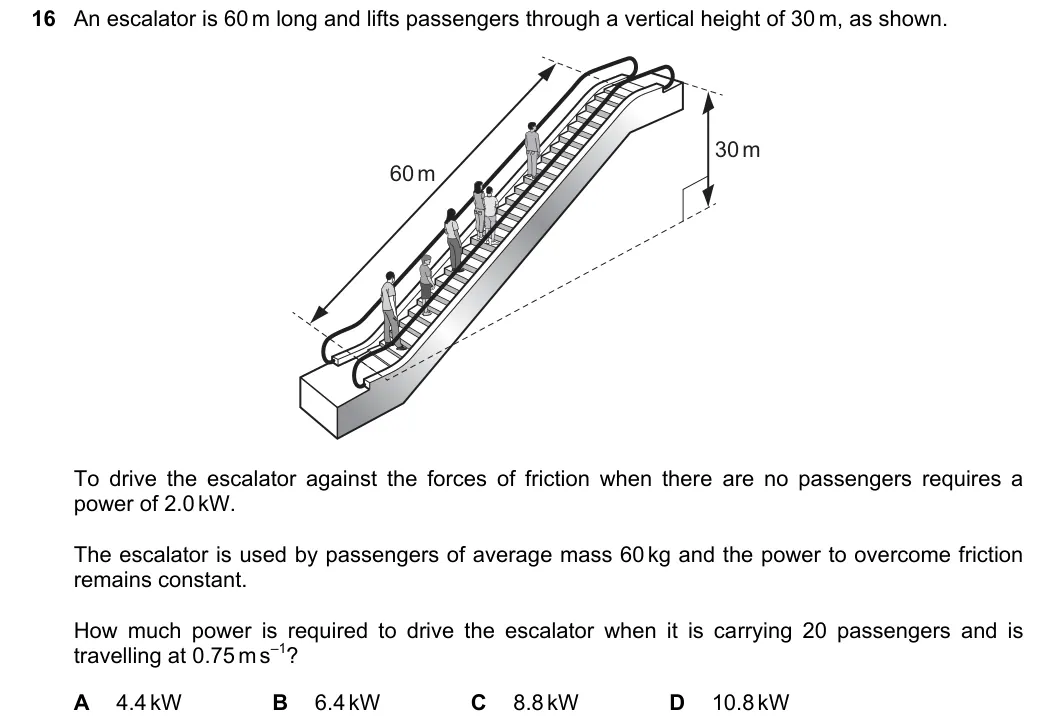 16 An escalator is 60 m long and lifts passengers through a vertical height of 30 m, as shown.
60 m
30 m
To drive the escalator against the forces of friction when there are no passengers requires a
power of 2.0 kW.
The escalator is used by passengers of average mass 60 kg and the power to overcome friction
remains constant.
How much power is required to drive the escalator when it is carrying 20 passengers and is
travelling at 0.75 m s⁻¹?
A 4.4 kW B 6.4 kW C 8.8 kW D 10.8 kW